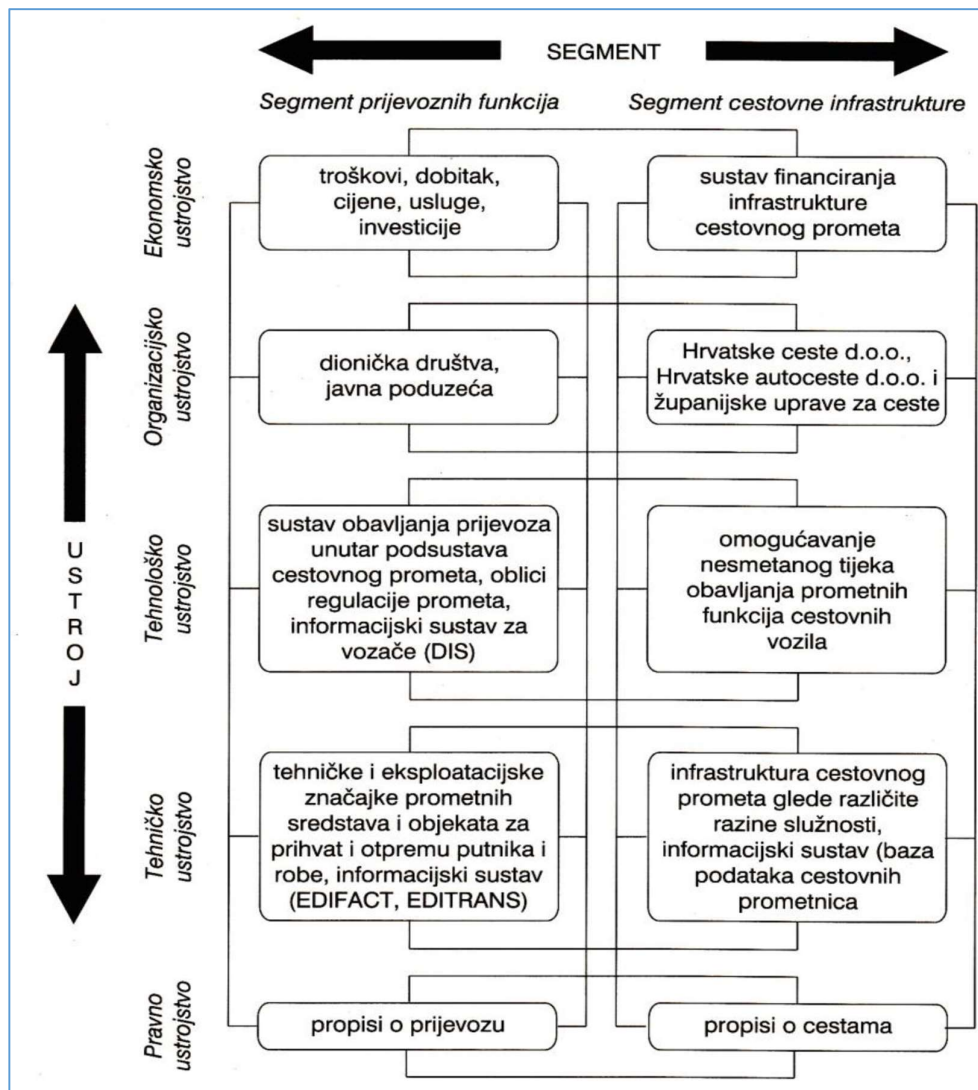 SEGMENT
Segment prijevoznih funkcija
Segment cestovne infrastrukture
Ekonomsko
ustrojstvo
troškovi, dobitak,
cijene, usluge,
investicije
sustav financiranja
infrastrukture
cestovnog prometa
Organizacijsko
ustrojstvo
dionička društva,
javna poduzeća
Hrvatske ceste d.o.o.,
Hrvatske autoceste d.o.o. i
županijske uprave za ceste
USTROJ
Tehnološko
ustrojstvo
sustav obavljanja prijevoza
unutar podsustava
cestovnog prometa, oblici
regulacije prometa,
informacijski sustav za
vozače (DIS)
omogućavanje
nesmetanog tijeka
obavljanja prometnih
funkcija cestovnih
vozila
Tehničko
ustrojstvo
tehničke i eksploatacijske
značajke prometnih
sredstava i objekata za
prihvat i otpremu putnika i
robe, informacijski sustav
(EDIFACT, EDITRANS)
infrastruktura cestovnog
prometa glede različite
razine služnosti,
informacijski sustav (baza
podataka cestovnih
prometnica
Pravno
ustrojstvo
propisi o prijevozu
propisi o cestama